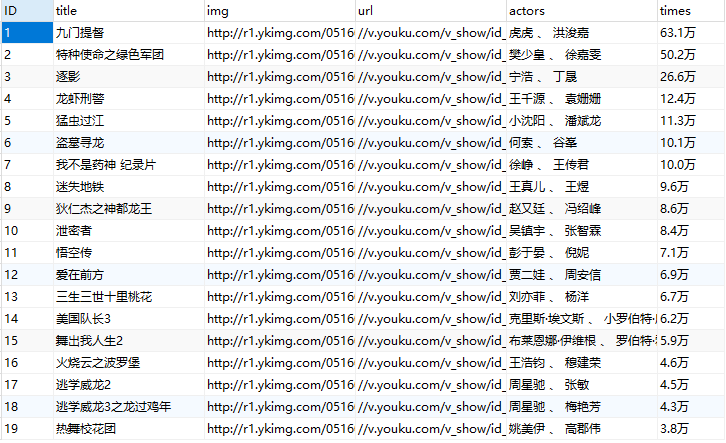 ID title img url actors times
1 九门提督 http://r1.ykimg.com/0516 //v.youku.com/v_show/id_ 虎虎 、 洪浚嘉 63.1万
2 特种使命之绿色军团 http://r1.ykimg.com/0516 //v.youku.com/v_show/id_ 樊少皇 、 徐嘉雯 50.2万
3 逐影 http://r1.ykimg.com/0516 //v.youku.com/v_show/id_ 宁浩 、 丁晟 26.6万
4 龙虾刑警 http://r1.ykimg.com/0516 //v.youku.com/v_show/id_ 王千源 、 袁姗姗 12.4万
5 猛虫过江 http://r1.ykimg.com/0516 //v.youku.com/v_show/id_ 小沈阳 、 潘斌龙 11.3万
6 盗墓寻龙 http://r1.ykimg.com/0516 //v.youku.com/v_show/id_ 何索 、 谷峯 10.1万
7 我不是药神 纪录片 http://r1.ykimg.com/0516 //v.youku.com/v_show/id_ 徐峥 、 王传君 10.0万
8 迷失地铁 http://r1.ykimg.com/0516 //v.youku.com/v_show/id_ 王真儿 、 王煜 9.6万
9 狄仁杰之神都龙王 http://r1.ykimg.com/0516 //v.youku.com/v_show/id_ 赵又廷 、 冯绍峰 8.6万
10 泄密者 http://r1.ykimg.com/0516 //v.youku.com/v_show/id_ 吴镇宇 、 张智霖 8.4万
11 悟空传 http://r1.ykimg.com/0516 //v.youku.com/v_show/id_ 彭于晏 、 倪妮 7.1万
12 爱在前方 http://r1.ykimg.com/0516 //v.youku.com/v_show/id_ 贾二娃 、 周安信 6.9万
13 三生三世十里桃花 http://r1.ykimg.com/0516 //v.youku.com/v_show/id_ 刘亦菲 、 杨洋 6.7万
14 美国队长3 http://r1.ykimg.com/0516 //v.youku.com/v_show/id_ 克里斯·埃文斯 、 小罗伯特· 6.2万
15 舞出我人生2 http://r1.ykimg.com/0516 //v.youku.com/v_show/id_ 布莱恩娜·伊维根 、 罗伯特· 5.9万
16 火烧云之波罗堡 http://r1.ykimg.com/0516 //v.youku.com/v_show/id_ 王浩钧 、 穆建荣 4.6万
17 逃学威龙2 http://r1.ykimg.com/0516 //v.youku.com/v_show/id_ 周星驰 、 张敏 4.5万
18 逃学威龙3之龙过鸡年 http://r1.ykimg.com/0516 //v.youku.com/v_show/id_ 周星驰 、 梅艳芳 4.3万
19 热舞校花团 http://r1.ykimg.com/0516 //v.youku.com/v_show/id_ 姚美伊 、 高郡伟 3.8万